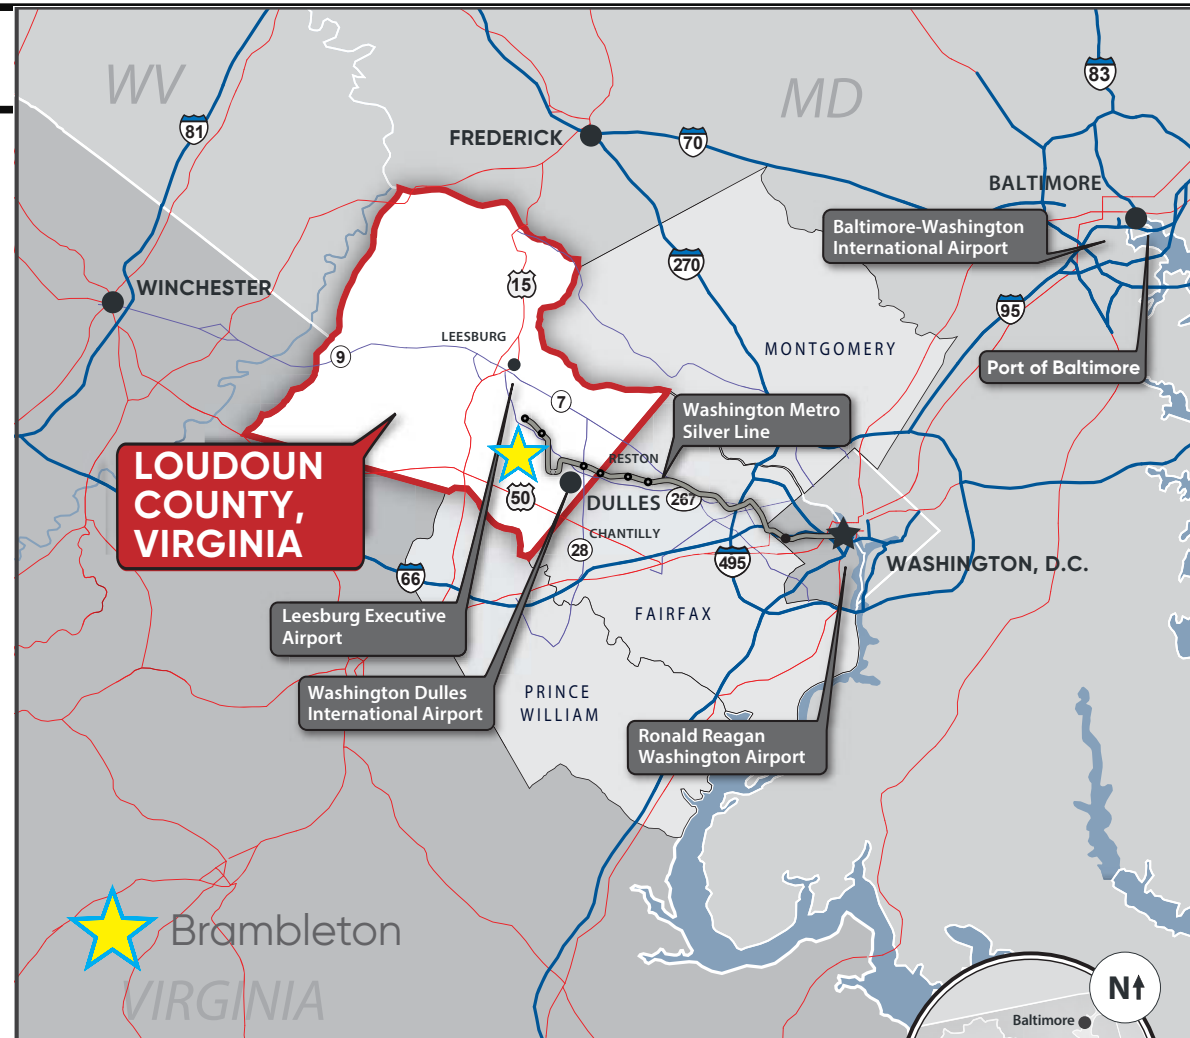 WV
MD
83
81
FREDERICK
70
BALTIMORE
Baltimore-Washington
International Airport
270
WINCHESTER
15
95
LEESBURG
9
MONTGOMERY
Port of Baltimore
7
Washington Metro
Silver Line
LOUDOUN
COUNTY,
VIRGINIA
RESTON
50
DULLES
267
CHANTILLY
28
495
WASHINGTON, D.C.
66
Leesburg Executive
Airport
FAIRFAX
Washington Dulles
International Airport
PRINCE
WILLIAM
Ronald Reagan
Washington Airport
Brambleton
VIRGINIA
N
Baltimore